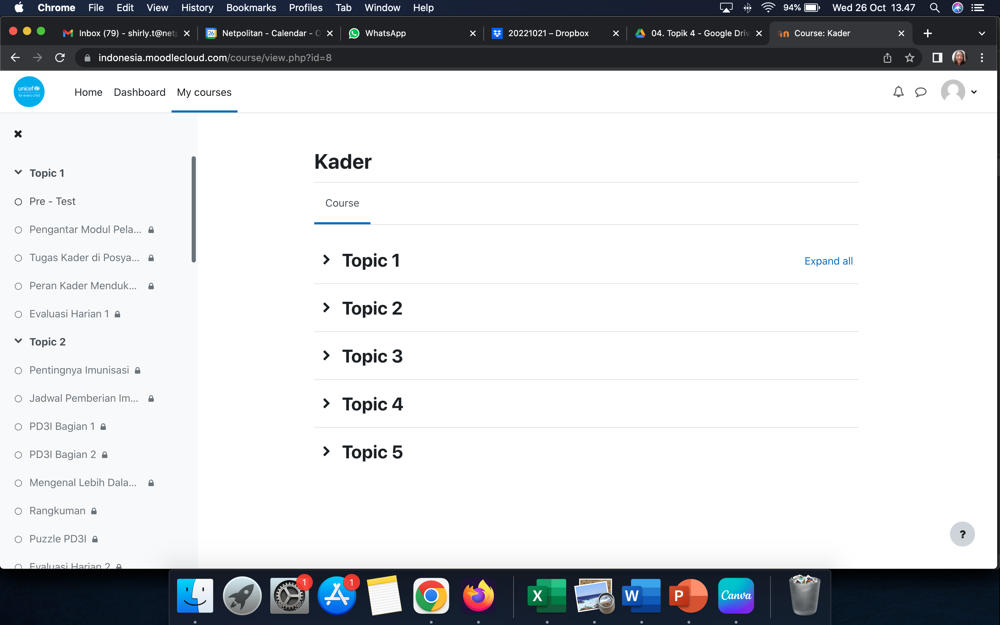 Chrome File Edit View History Bookmarks Profiles Tab Window Help 94% Wed 26 Oct 13.47
Inbox (79) - shirly.t@netp Netpolitan - Calendar - O WhatsApp 20221021 – Dropbox 04. Topik 4 - Google Driv Course: Kader
indonesia.moodlecloud.com/course/view.php?id=8
unicef
for every child
Home Dashboard My courses
Kader
Course
Topic 1
Pre - Test
Pengantar Modul Pela...
Tugas Kader di Posya...
Peran Kader Menduk...
Evaluasi Harian 1
Topic 2
Pentingnya Imunisasi
Jadwal Pemberian Im...
PD3I Bagian 1
PD3I Bagian 2
Mengenal Lebih Dala...
Rangkuman
Puzzle PD3I
Evaluasi Harian 2
Topic 1 Expand all
Topic 2
Topic 3
Topic 4
Topic 5
?
26
1 1 X W P Canva